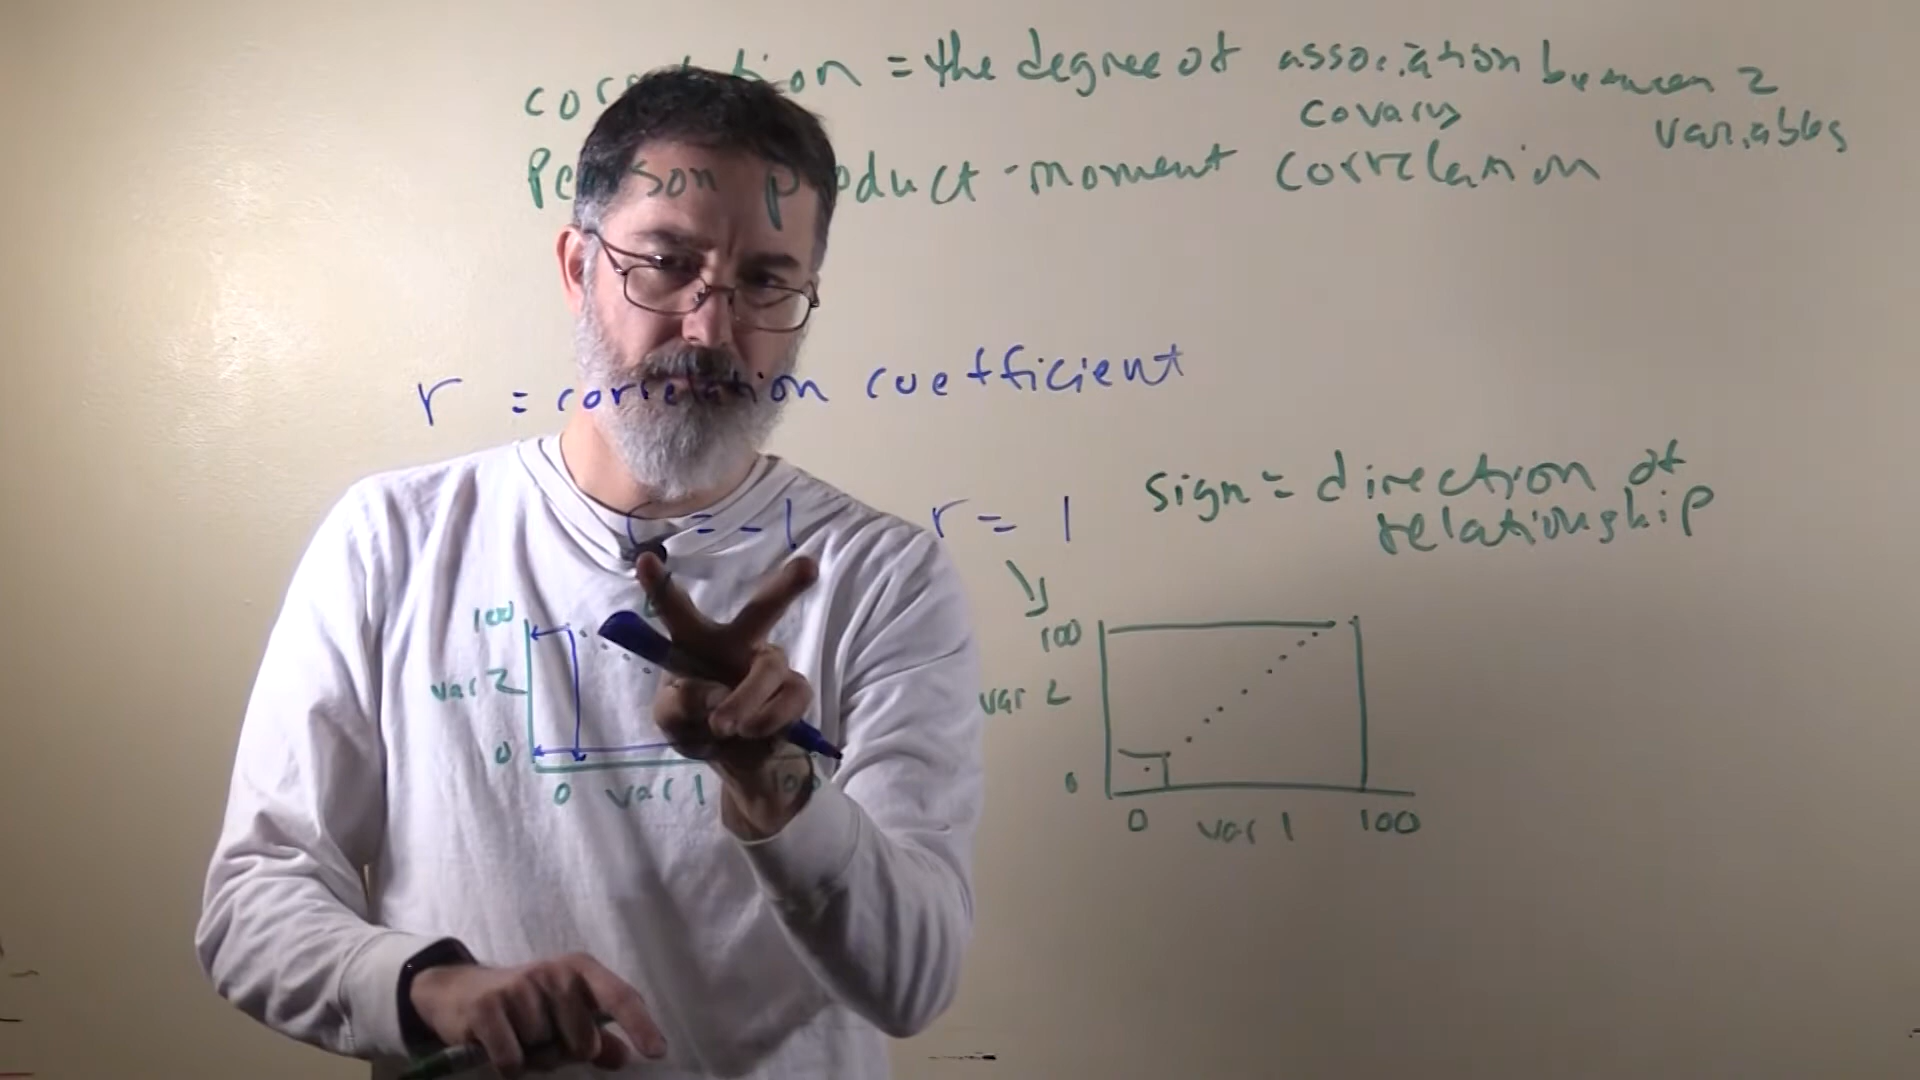 correlation = the degree of association between 2
covary variables
Pearson product-moment correlation
r = correlation coefficient
r = -1 r = 1 sign = direction of
relationship
100
var 2
0
0 var 1 100
100
var 2
0
0 var 1 100